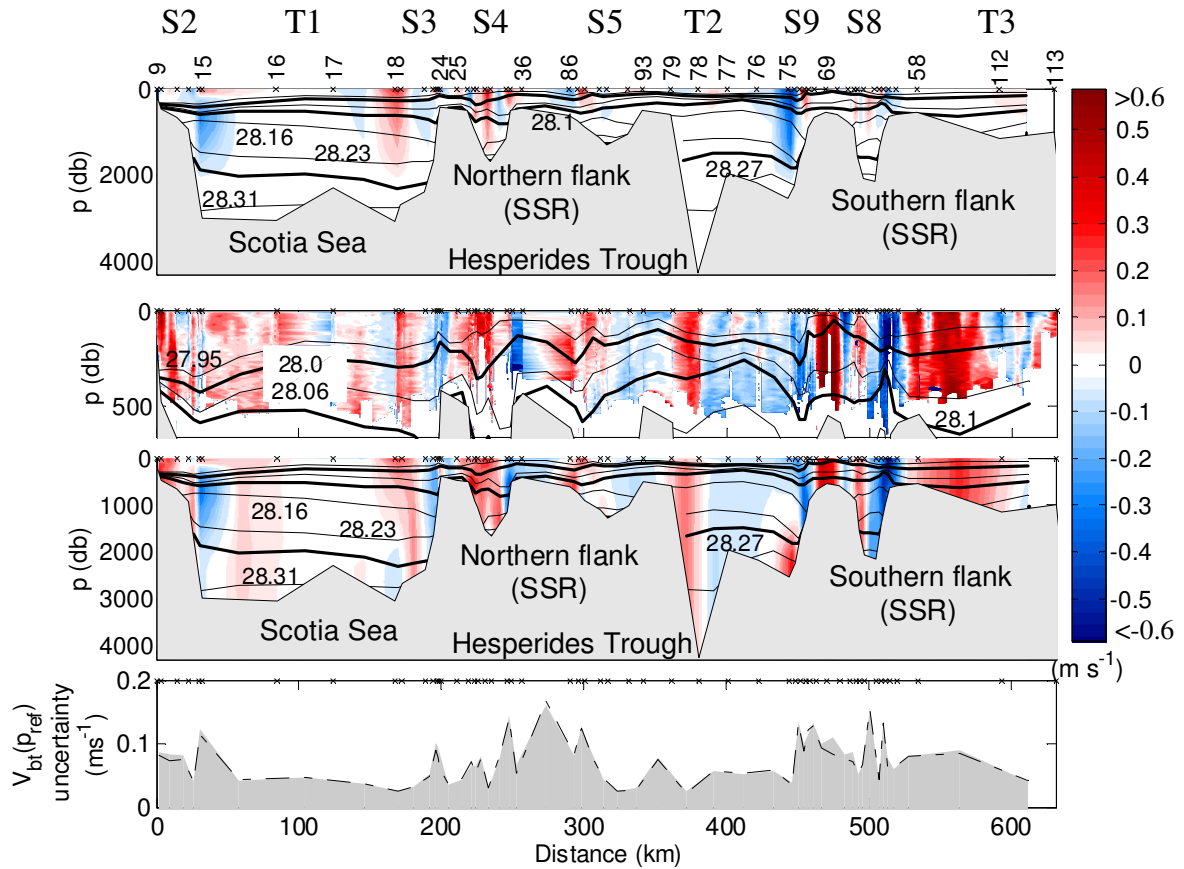 S2 T1 S3 S4 S5 T2 S9 S8 T3
9 15 16 17 18 24 25 36 86 93 79 78 77 76 75 69 58 112 113
0
2000
4000
p (db)
28.16
28.23
28.31
28.1
28.27
Scotia Sea
Northern flank
(SSR)
Hesperides Trough
Southern flank
(SSR)
0
500
p (db)
27.95
28.0
28.06
28.1
0
1000
2000
3000
4000
p (db)
28.16
28.23
28.31
28.27
Scotia Sea
Northern flank
(SSR)
Hesperides Trough
Southern flank
(SSR)
>0.6
0.5
0.4
0.3
0.2
0.1
0
-0.1
-0.2
-0.3
-0.4
-0.5
<-0.6
(m s-1)
0.2
0.1
0
Vbt(pref)
uncertainty
(ms-1)
0 100 200 300 400 500 600
Distance (km)